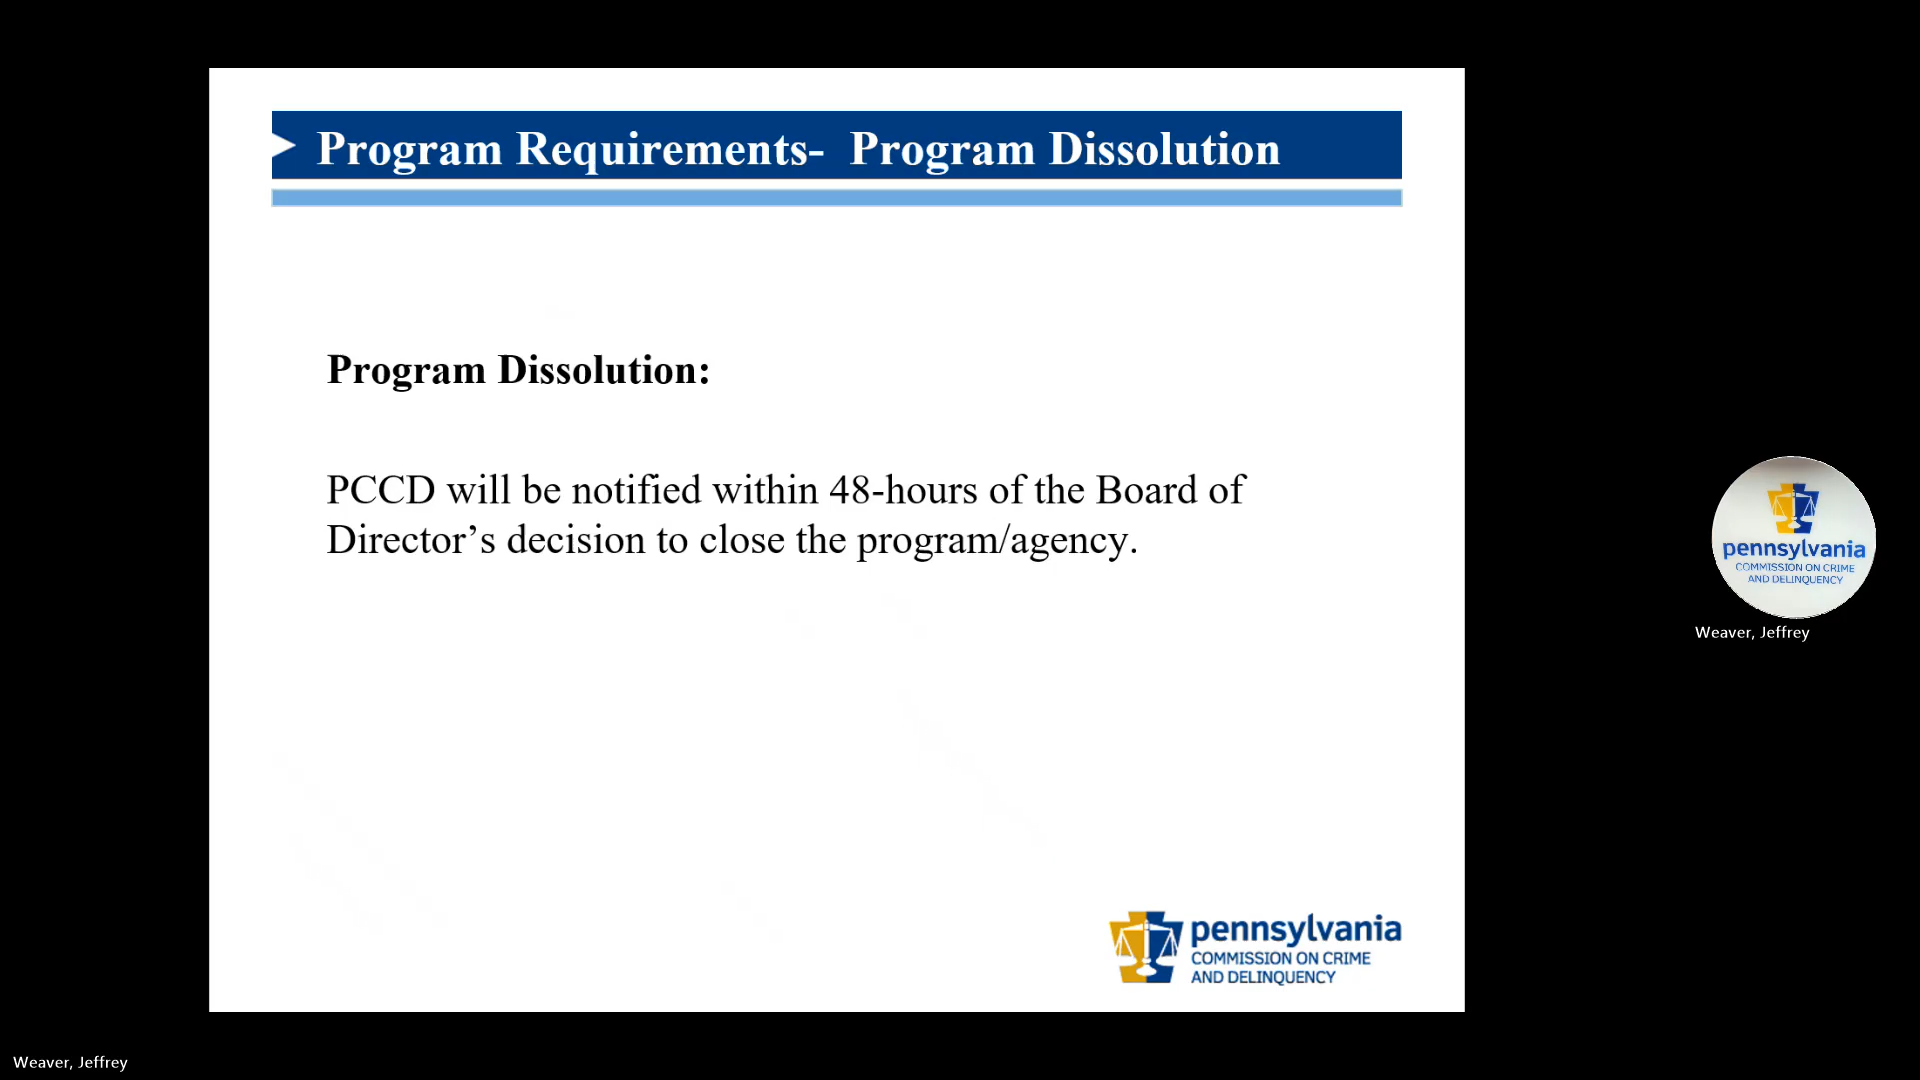 Program Requirements-  Program Dissolution
Program Dissolution:
PCCD will be notified within 48-hours of the Board of
Director’s decision to close the program/agency.
pennsylvania
COMMISSION ON CRIME
AND DELINQUENCY
pennsylvania
COMMISSION ON CRIME
AND DELINQUENCY
Weaver, Jeffrey
Weaver, Jeffrey